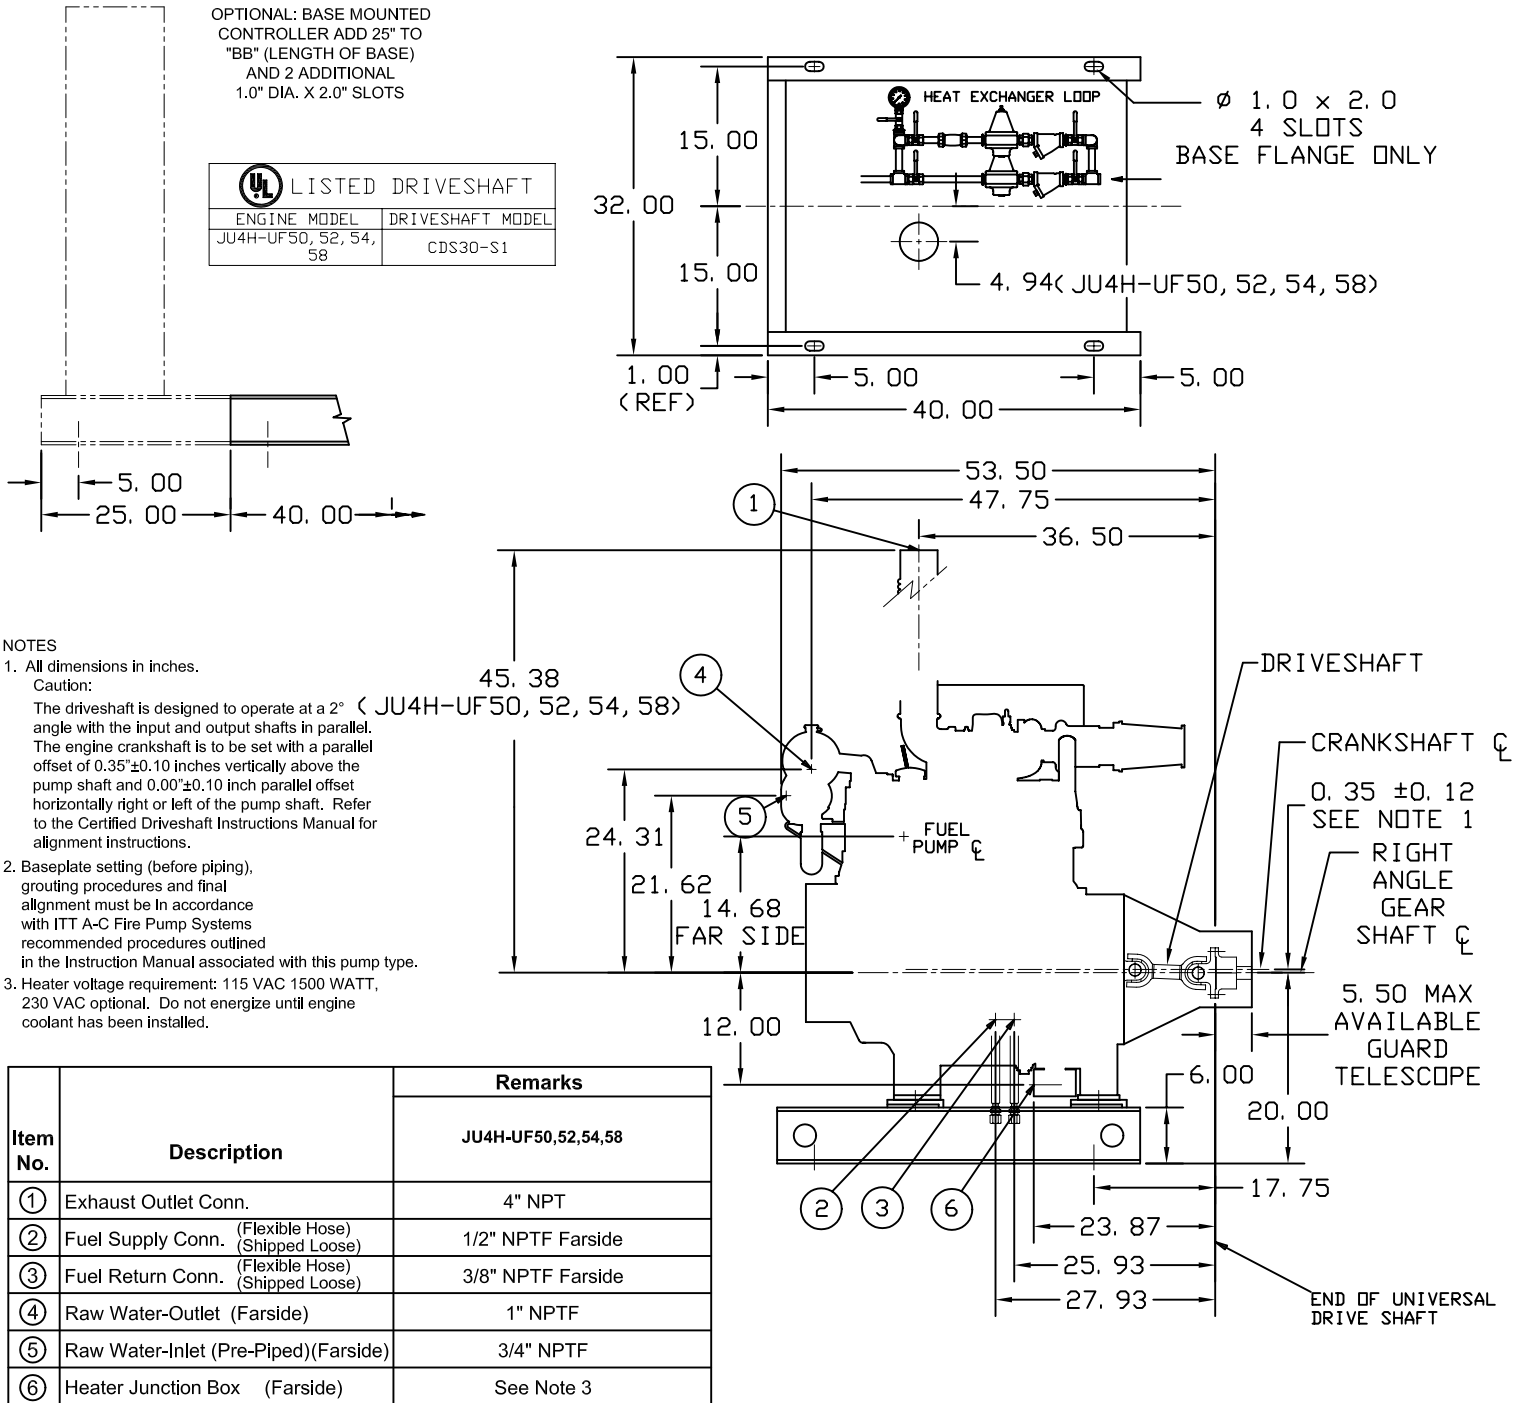 OPTIONAL: BASE MOUNTED
CONTROLLER ADD 25" TO
"BB" (LENGTH OF BASE)
AND 2 ADDITIONAL
1.0" DIA. X 2.0" SLOTS
UL LISTED DRIVESHAFT
ENGINE MODEL DRIVESHAFT MODEL
JU4H-UF50, 52, 54, CDS30-S1
58
5.00
25.00 40.00
HEAT EXCHANGER LOOP
Ø 1.0 x 2.0
4 SLOTS
BASE FLANGE ONLY
15.00
32.00
15.00
4.94(JU4H-UF50, 52, 54, 58)
1.00
(REF)
5.00 5.00
40.00
53.50
47.75
36.50
1
4
5
45.38
(JU4H-UF50, 52, 54, 58)
24.31
21.62
14.68
FAR SIDE
12.00
FUEL
PUMP ℄
DRIVESHAFT
CRANKSHAFT ℄
0.35 ±0.12
SEE NOTE 1
RIGHT
ANGLE
GEAR
SHAFT ℄
5.50 MAX
AVAILABLE
GUARD
TELESCOPE
6.00
20.00
17.75
2 3 6
23.87
25.93
27.93
END OF UNIVERSAL
DRIVE SHAFT
NOTES
1. All dimensions in inches.
Caution:
The driveshaft is designed to operate at a 2°
angle with the input and output shafts in parallel.
The engine crankshaft is to be set with a parallel
offset of 0.35"±0.10 inches vertically above the
pump shaft and 0.00"±0.10 inch parallel offset
horizontally right or left of the pump shaft. Refer
to the Certified Driveshaft Instructions Manual for
alignment instructions.
2. Baseplate setting (before piping),
grouting procedures and final
allgnment must be In accordance
with ITT A-C Fire Pump Systems
recommended procedures outlined
in the Instruction Manual associated with this pump type.
3. Heater voltage requirement: 115 VAC 1500 WATT,
230 VAC optional. Do not energize until engine
coolant has been installed.
Item No. Description Remarks
JU4H-UF50,52,54,58
1 Exhaust Outlet Conn. 4" NPT
2 Fuel Supply Conn. (Flexible Hose) (Shipped Loose) 1/2" NPTF Farside
3 Fuel Return Conn. (Flexible Hose) (Shipped Loose) 3/8" NPTF Farside
4 Raw Water-Outlet (Farside) 1" NPTF
5 Raw Water-Inlet (Pre-Piped)(Farside) 3/4" NPTF
6 Heater Junction Box (Farside) See Note 3